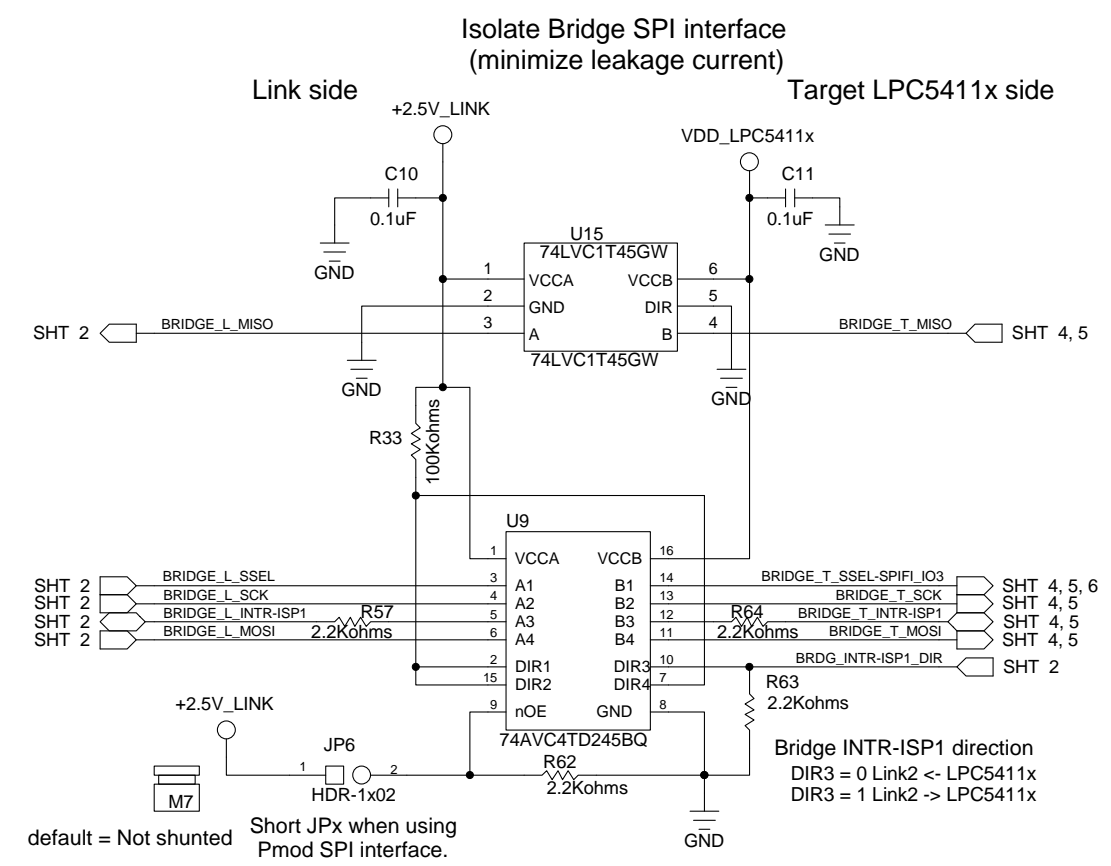 Isolate Bridge SPI interface
(minimize leakage current)
Link side
Target LPC5411x side
+2.5V_LINK
VDD_LPC5411x
C10
0.1uF
GND
C11
0.1uF
GND
U15
74LVC1T45GW
1 VCCA VCCB 6
2 GND DIR 5
3 A B 4
74LVC1T45GW
SHT 2 BRIDGE_L_MISO
BRIDGE_T_MISO SHT 4, 5
GND
GND
R33
100Kohms
U9
1 VCCA VCCB 16
3 A1 B1 14
4 A2 B2 13
5 A3 B3 12
6 A4 B4 11
2 DIR1 DIR3 10
15 DIR2 DIR4 7
9 nOE GND 8
74AVC4TD245BQ
SHT 2 BRIDGE_L_SSEL
SHT 2 BRIDGE_L_SCK
SHT 2 BRIDGE_L_INTR-ISP1 R57
SHT 2 BRIDGE_L_MOSI 2.2Kohms
BRIDGE_T_SSEL-SPIFI_IO3 SHT 4, 5, 6
BRIDGE_T_SCK SHT 4, 5
R64 BRIDGE_T_INTR-ISP1 SHT 4, 5
2.2Kohms BRIDGE_T_MOSI SHT 4, 5
BRDG_INTR-ISP1_DIR SHT 2
R63
2.2Kohms
+2.5V_LINK
JP6
1 2
HDR-1x02
R62
2.2Kohms
GND
M7
default = Not shunted
Short JPx when using
Pmod SPI interface.
Bridge INTR-ISP1 direction
DIR3 = 0 Link2 <- LPC5411x
DIR3 = 1 Link2 -> LPC5411x